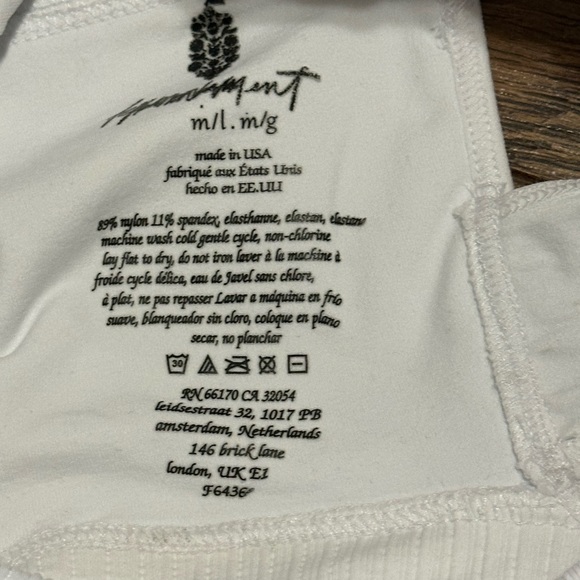 m/l . m/g
made in USA
fabriqué aux États Unis
hecho en EE.UU
89% nylon 11% spandex, elasthanne, elastan, elastano
machine wash cold gentle cycle, non-chlorine
lay flat to dry, do not iron laver à la machine à
froide cycle délica, eau de Javel sans chlore,
à plat, ne pas repasser Lavar a máquina en frío
suave, blanqueador sin cloro, coloque en plano
secar, no planchar
30
RN 66170 CA 32054
leidsestraat 32, 1017 PB
amsterdam, Netherlands
146 brick lane
london, UK E1
F6436